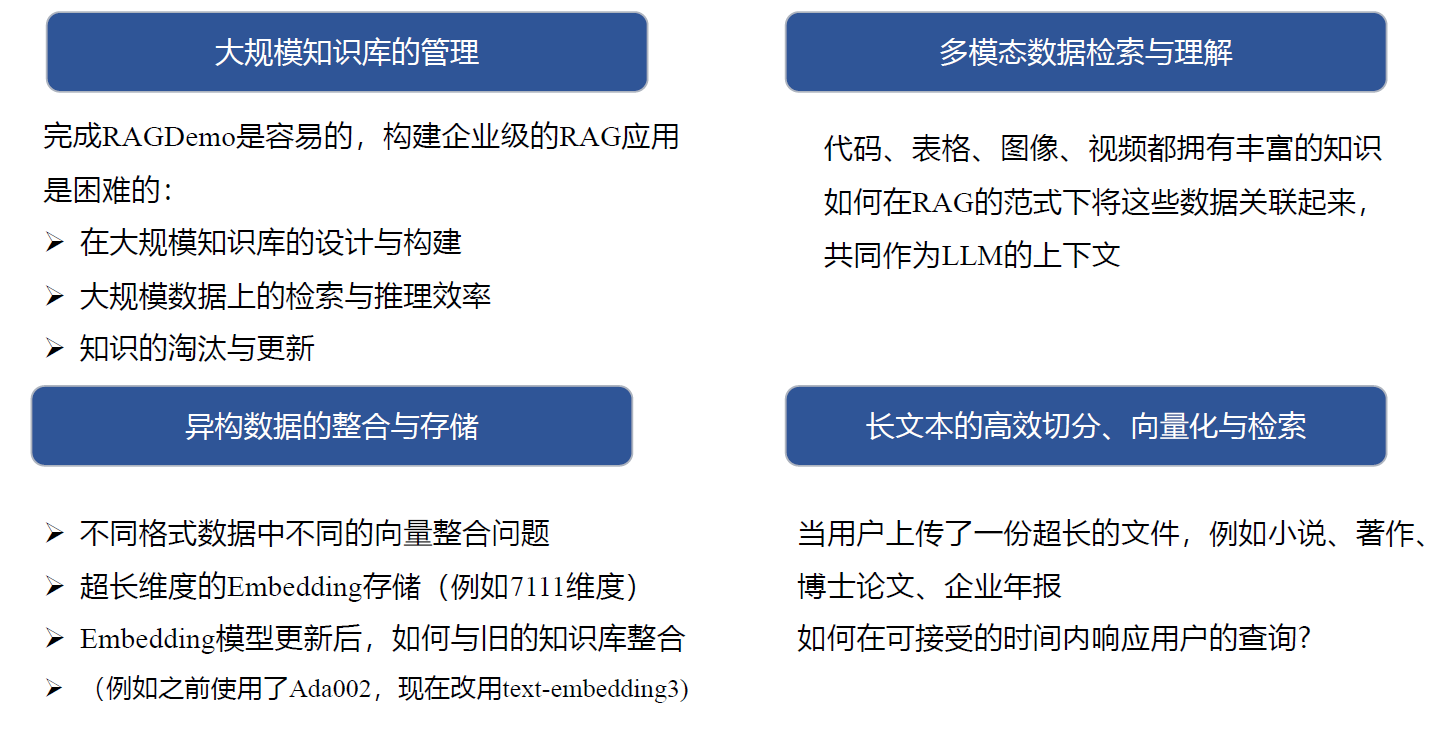 大规模知识库的管理
完成RAGDemo是容易的，构建企业级的RAG应用
是困难的：
➢ 在大规模知识库的设计与构建
➢ 大规模数据上的检索与推理效率
➢ 知识的淘汰与更新
多模态数据检索与理解
代码、表格、图像、视频都拥有丰富的知识
如何在RAG的范式下将这些数据关联起来，
共同作为LLM的上下文
异构数据的整合与存储
➢ 不同格式数据中不同的向量整合问题
➢ 超长维度的Embedding存储（例如7111维度）
➢ Embedding模型更新后，如何与旧的知识库整合
➢ （例如之前使用了Ada002，现在改用text-embedding3)
长文本的高效切分、向量化与检索
当用户上传了一份超长的文件，例如小说、著作、
博士论文、企业年报
如何在可接受的时间内响应用户的查询？